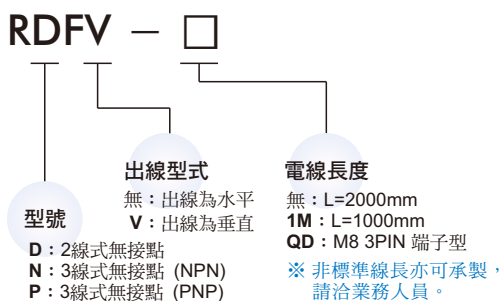 RDFV － □
出線型式
無：出線為水平
V：出線為垂直
電線長度
無：L=2000mm
1M：L=1000mm
QD：M8 3PIN 端子型
※ 非標準線長亦可承製，
請洽業務人員。
型號
D：2線式無接點
N：3線式無接點 (NPN)
P：3線式無接點 (PNP)